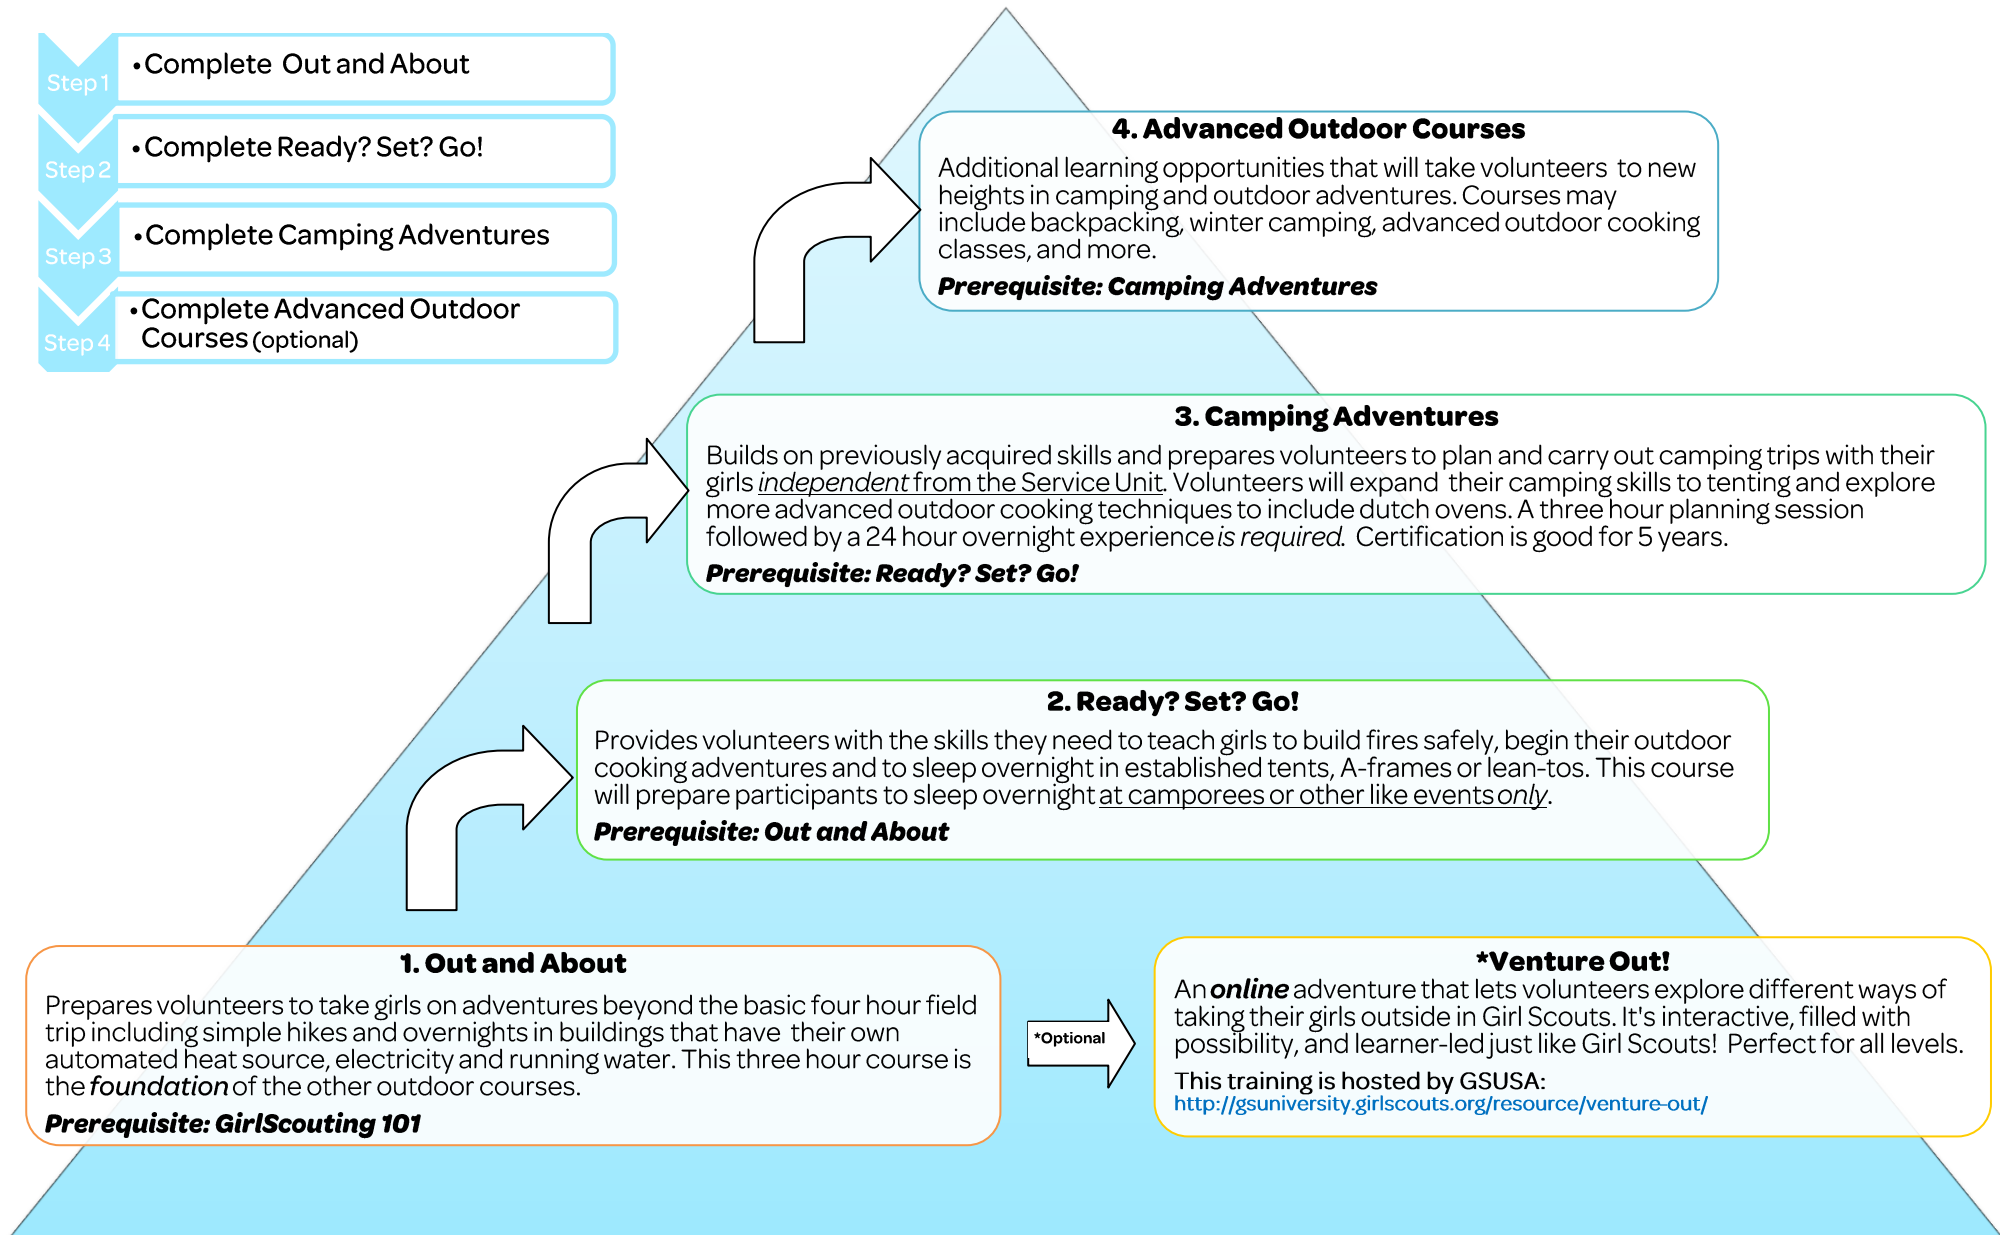 Step 1
•Complete Out and About
Step 2
•Complete Ready? Set? Go!
Step 3
•Complete Camping Adventures
Step 4
•Complete Advanced Outdoor
Courses (optional)
4. Advanced Outdoor Courses
Additional learning opportunities that will take volunteers to new
heights in camping and outdoor adventures. Courses may
include backpacking, winter camping, advanced outdoor cooking
classes, and more.
Prerequisite: Camping Adventures
3. Camping Adventures
Builds on previously acquired skills and prepares volunteers to plan and carry out camping trips with their
girls independent from the Service Unit. Volunteers will expand their camping skills to tenting and explore
more advanced outdoor cooking techniques to include dutch ovens. A three hour planning session
followed by a 24 hour overnight experience is required. Certification is good for 5 years.
Prerequisite: Ready? Set? Go!
2. Ready? Set? Go!
Provides volunteers with the skills they need to teach girls to build fires safely, begin their outdoor
cooking adventures and to sleep overnight in established tents, A-frames or lean-tos. This course
will prepare participants to sleep overnight at camporees or other like events only.
Prerequisite: Out and About
1. Out and About
Prepares volunteers to take girls on adventures beyond the basic four hour field
trip including simple hikes and overnights in buildings that have their own
automated heat source, electricity and running water. This three hour course is
the foundation of the other outdoor courses.
Prerequisite: GirlScouting 101
*Optional
*Venture Out!
An online adventure that lets volunteers explore different ways of
taking their girls outside in Girl Scouts. It's interactive, filled with
possibility, and learner-led just like Girl Scouts! Perfect for all levels.
This training is hosted by GSUSA:
http://gsuniversity.girlscouts.org/resource/venture-out/